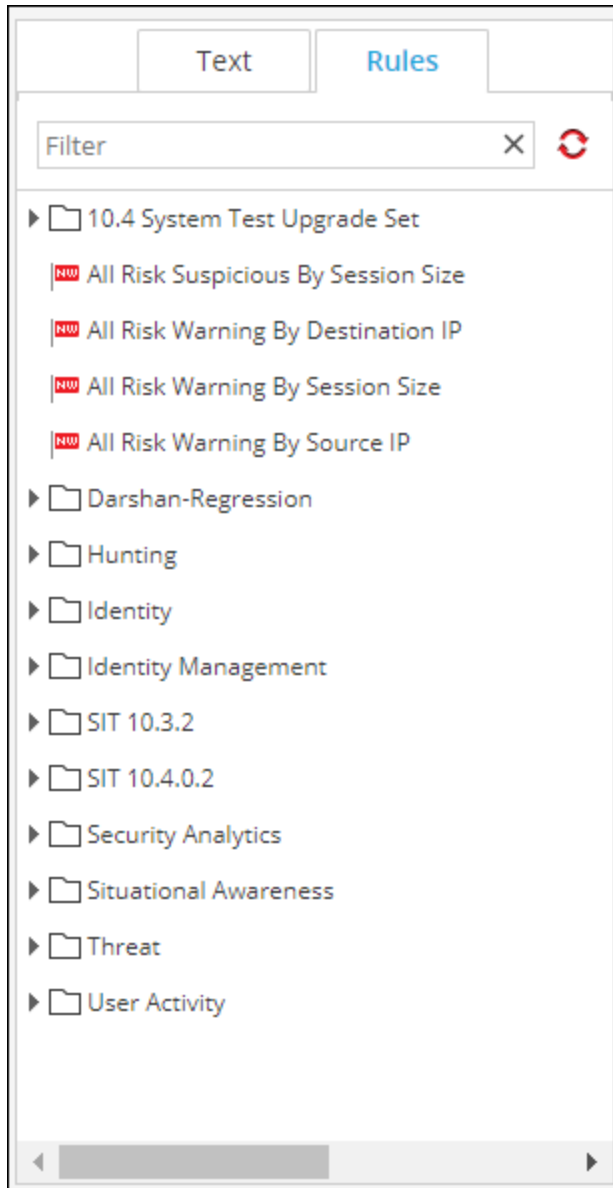 Text Rules
Filter
10.4 System Test Upgrade Set
NW All Risk Suspicious By Session Size
NW All Risk Warning By Destination IP
NW All Risk Warning By Session Size
NW All Risk Warning By Source IP
Darshan-Regression
Hunting
Identity
Identity Management
SIT 10.3.2
SIT 10.4.0.2
Security Analytics
Situational Awareness
Threat
User Activity